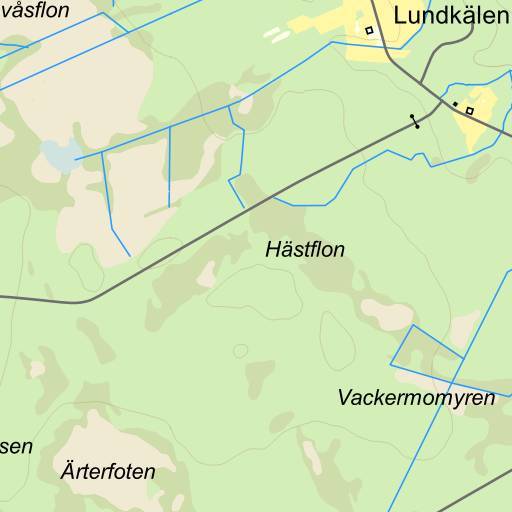 våsflon
Lundkälen
Hästflon
Vackermomyren
sen
Ärterfoten